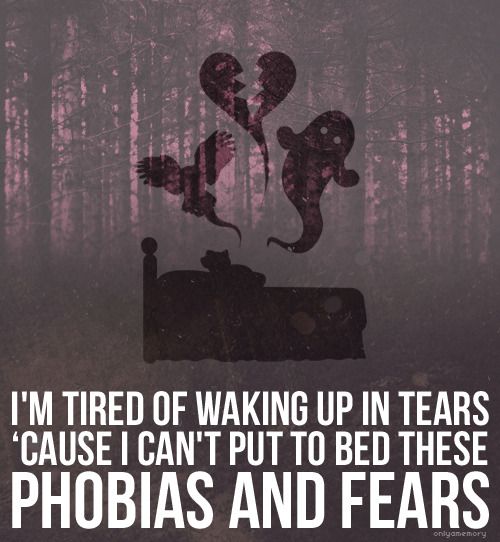 I'M TIRED OF WAKING UP IN TEARS
‘CAUSE I CAN'T PUT TO BED THESE
PHOBIAS AND FEARS
onlyamemory